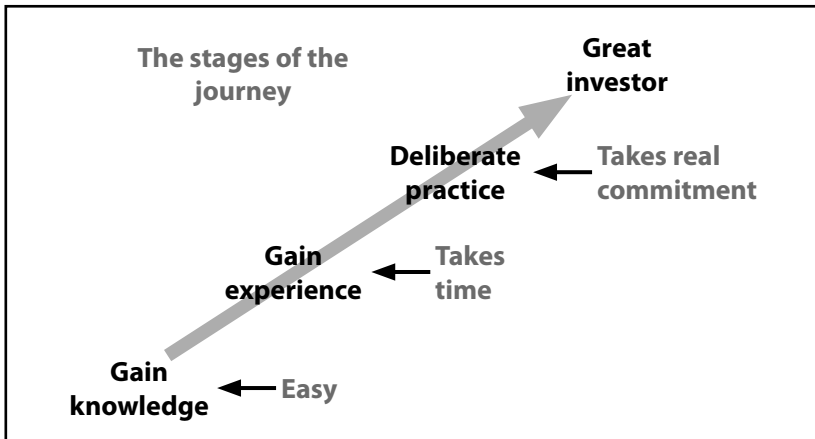 The stages of the
journey
Great
investor
Deliberate
practice
Takes real
commitment
Gain
experience
Takes
time
Gain
knowledge
Easy